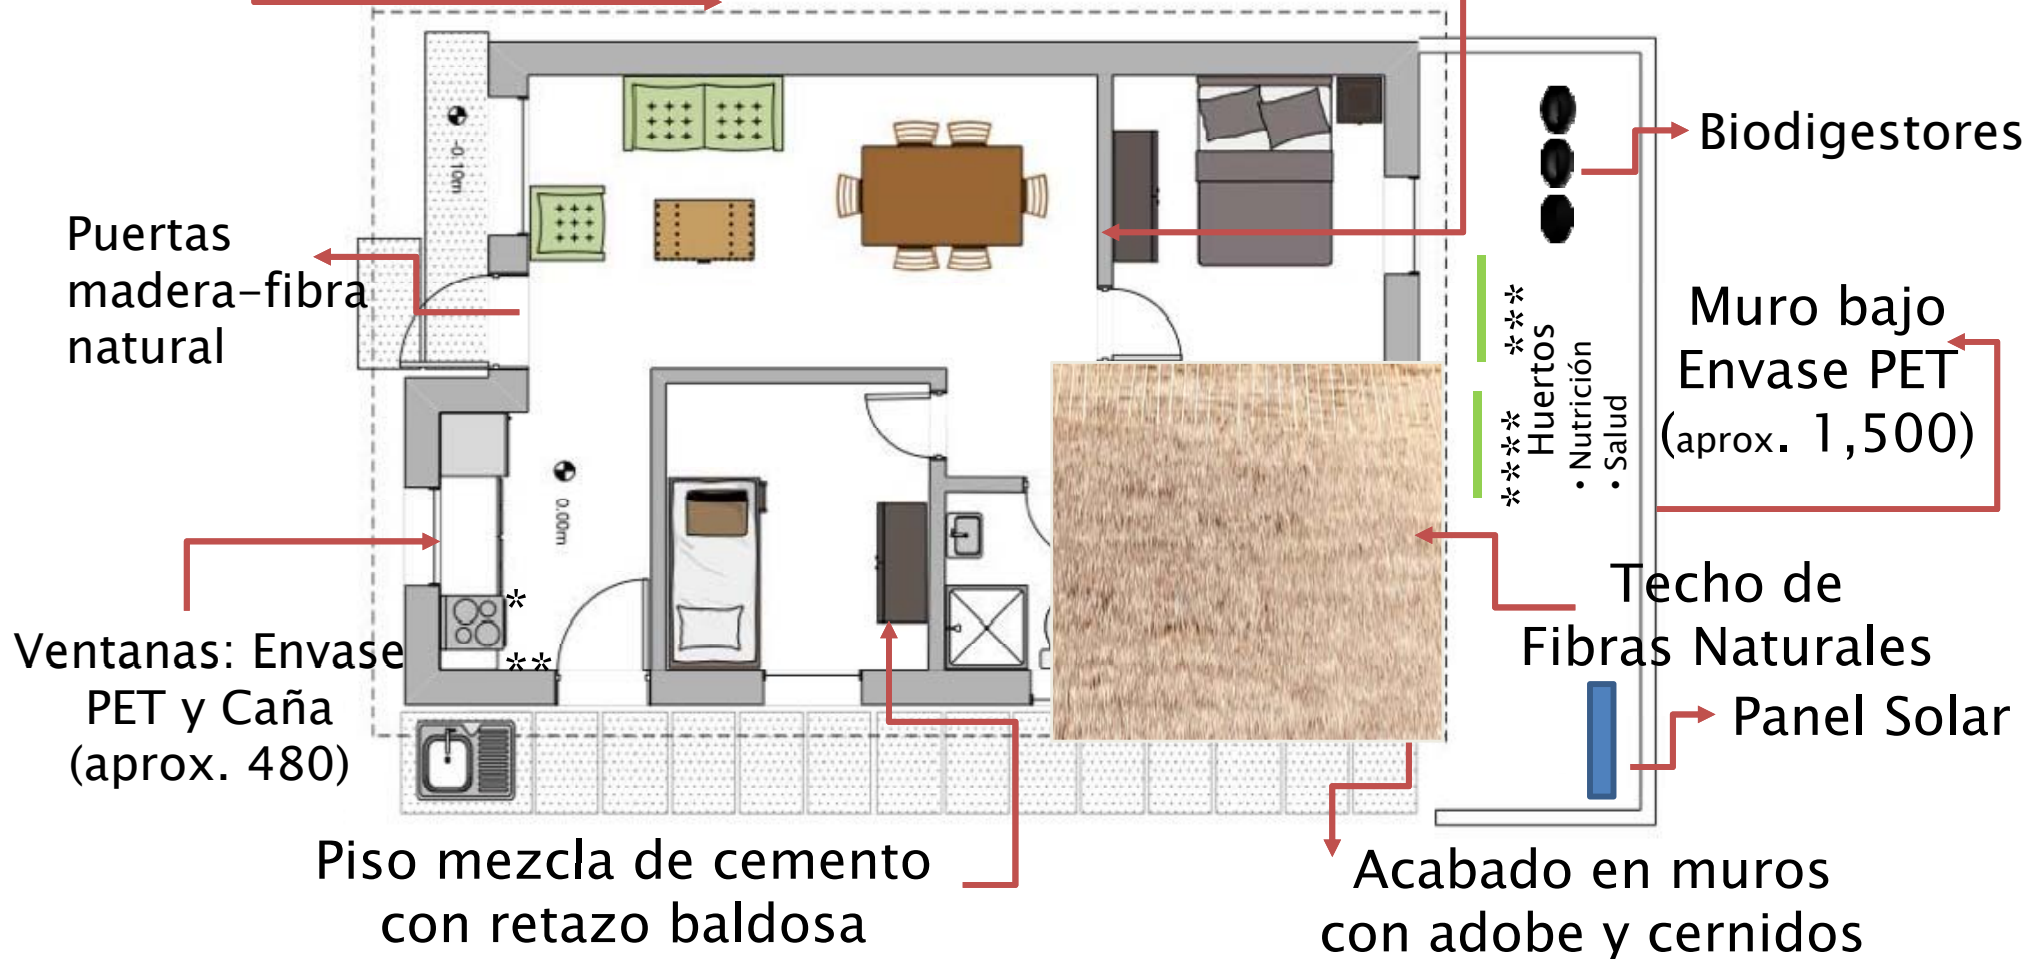 -0.10m
Biodigestores
Puertas
madera-fibra
natural
Muro bajo
Envase PET
(aprox. 1,500)
*** ****
Huertos
• Nutrición
• Salud
0.00m
*
**
Ventanas: Envase
PET y Caña
(aprox. 480)
Techo de
Fibras Naturales
Panel Solar
Piso mezcla de cemento
con retazo baldosa
Acabado en muros
con adobe y cernidos